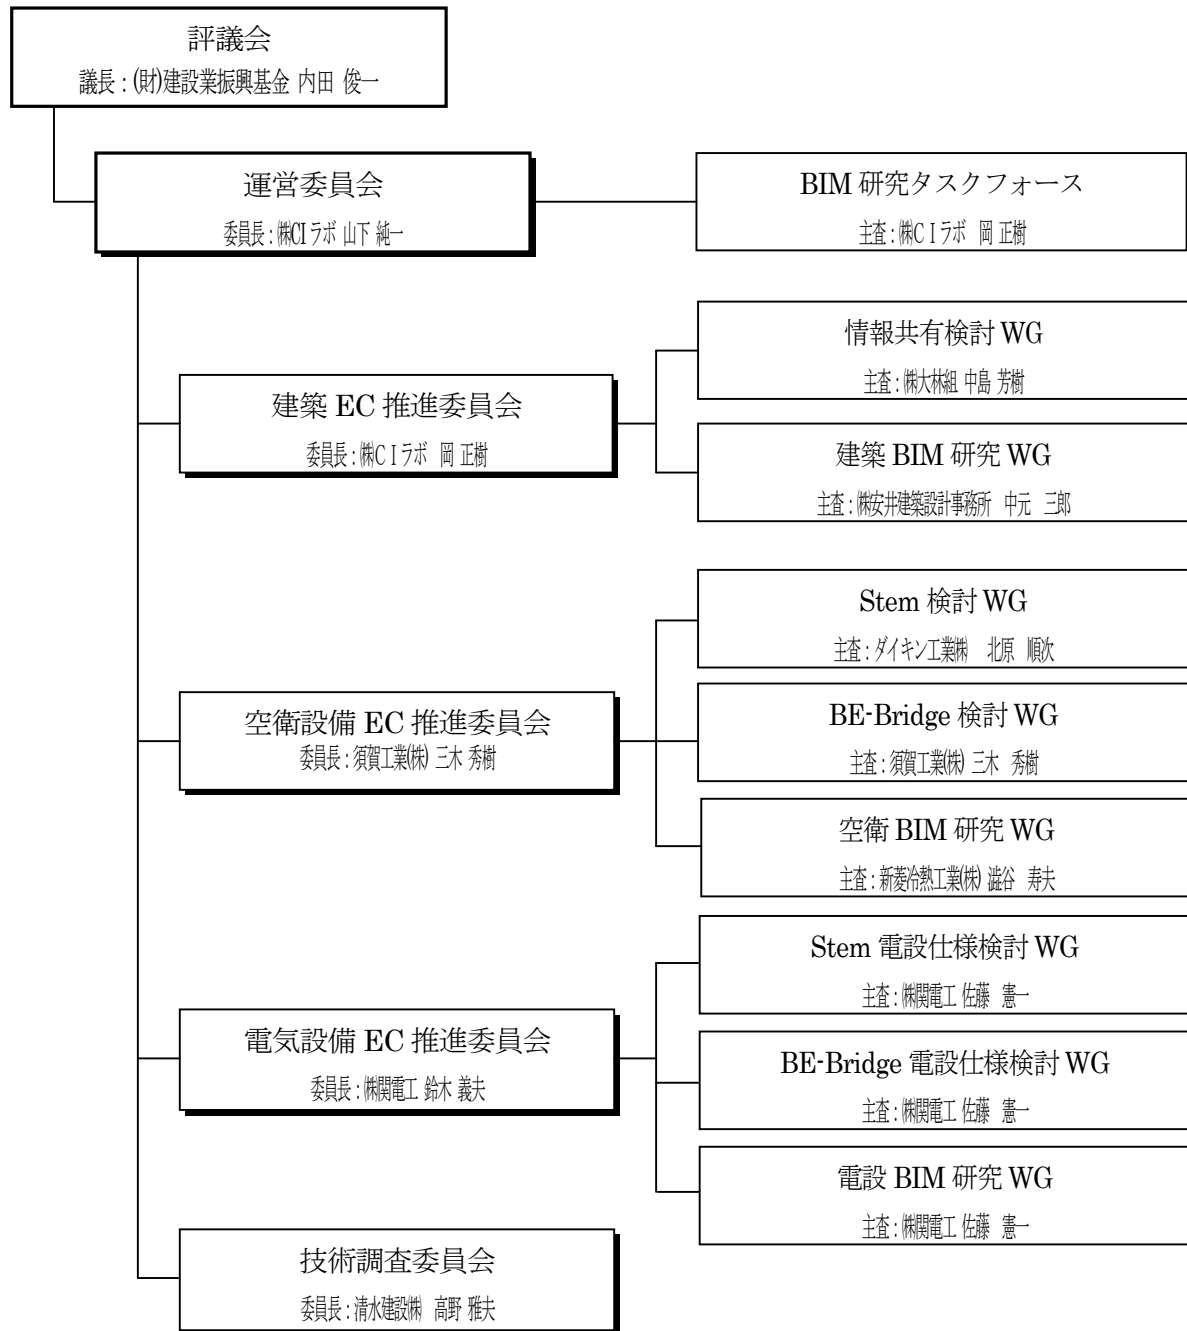 評議会
議長：(財)建設業振興基金 内田 俊一
運営委員会
委員長：㈱CIラボ 山下 純一
BIM 研究タスクフォース
主査：㈱ＣＩラボ　岡 正樹
情報共有検討 WG
主査：㈱大林組 中島 芳樹
建築 EC 推進委員会
委員長：㈱ＣＩラボ　岡 正樹
建築 BIM 研究 WG
主査：㈱安井建築設計事務所　中元　三郎
Stem 検討 WG
主査：ダイキン工業㈱　北原　順次
空衛設備 EC 推進委員会
委員長：須賀工業(株) 三木 秀樹
BE-Bridge 検討 WG
主査：須賀工業(株) 三木　秀樹
空衛 BIM 研究 WG
主査：新菱冷熱工業(株) 澁谷　寿夫
Stem 電設仕様検討 WG
主査：㈱関電工 佐藤　憲一
電気設備 EC 推進委員会
委員長：㈱関電工 鈴木 義夫
BE-Bridge 電設仕様検討 WG
主査：㈱関電工 佐藤　憲一
電設 BIM 研究 WG
主査：㈱関電工 佐藤　憲一
技術調査委員会
委員長：清水建設㈱　高野 雅夫